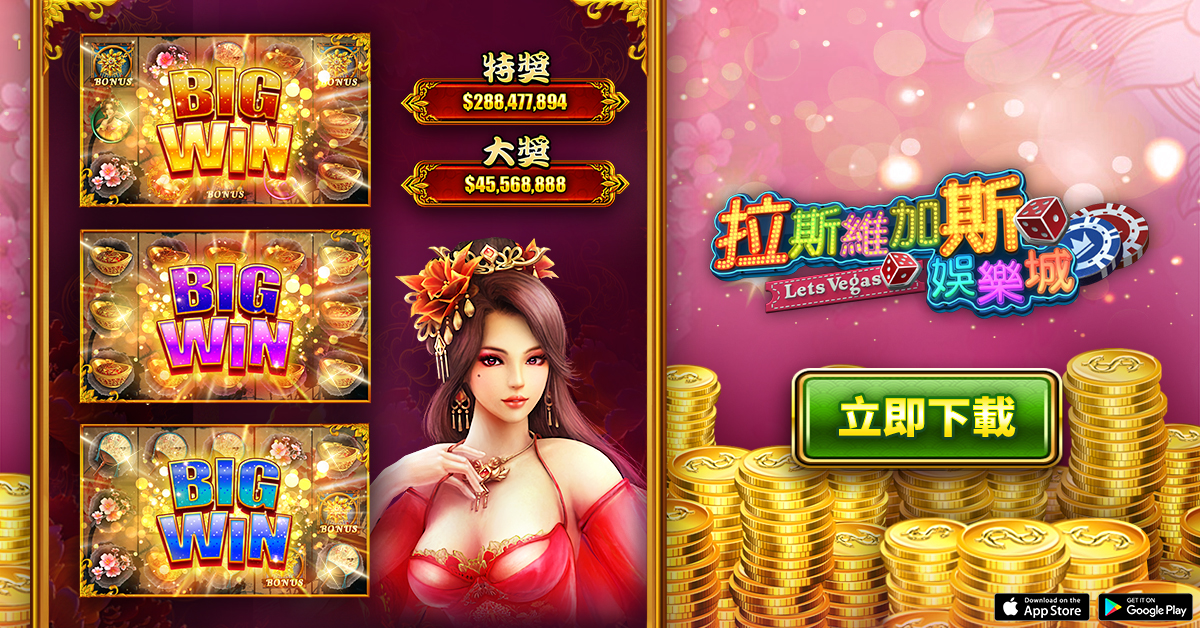 BONUS
BONUS
BIG
WIN
BONUS
BIG
WIN
BIG
WIN
BONUS
BONUS
特獎
$288,477,894
大獎
$45,568,888
拉斯維加斯
Lets Vegas
娛樂城
立即下載
Download on the
App Store
GET IT ON
Google Play